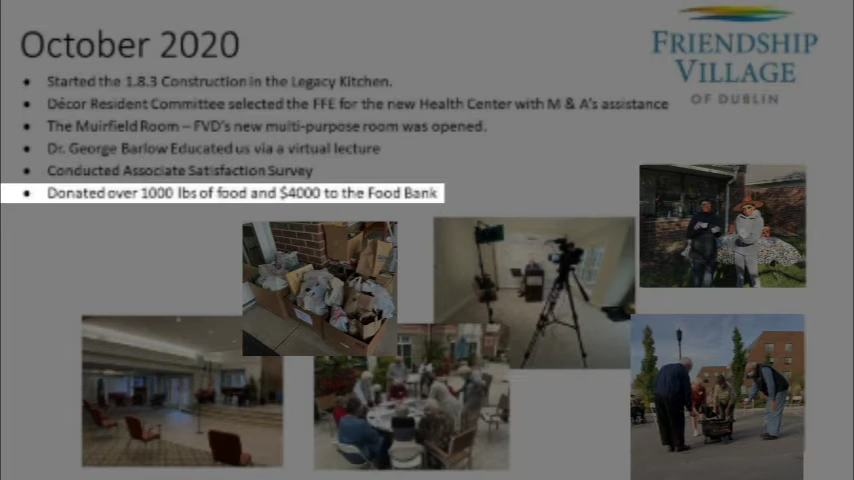 October 2020
FRIENDSHIP
VILLAGE
OF DUBLIN
• Started the 1.8.3 Construction in the Legacy Kitchen.
• Décor Resident Committee selected the FFE for the new Health Center with M & A's assistance
• The Muirfield Room – FVD's new multi-purpose room was opened.
• Dr. George Barlow Educated us via a virtual lecture
• Conducted Associate Satisfaction Survey
• Donated over 1000 lbs of food and $4000 to the Food Bank